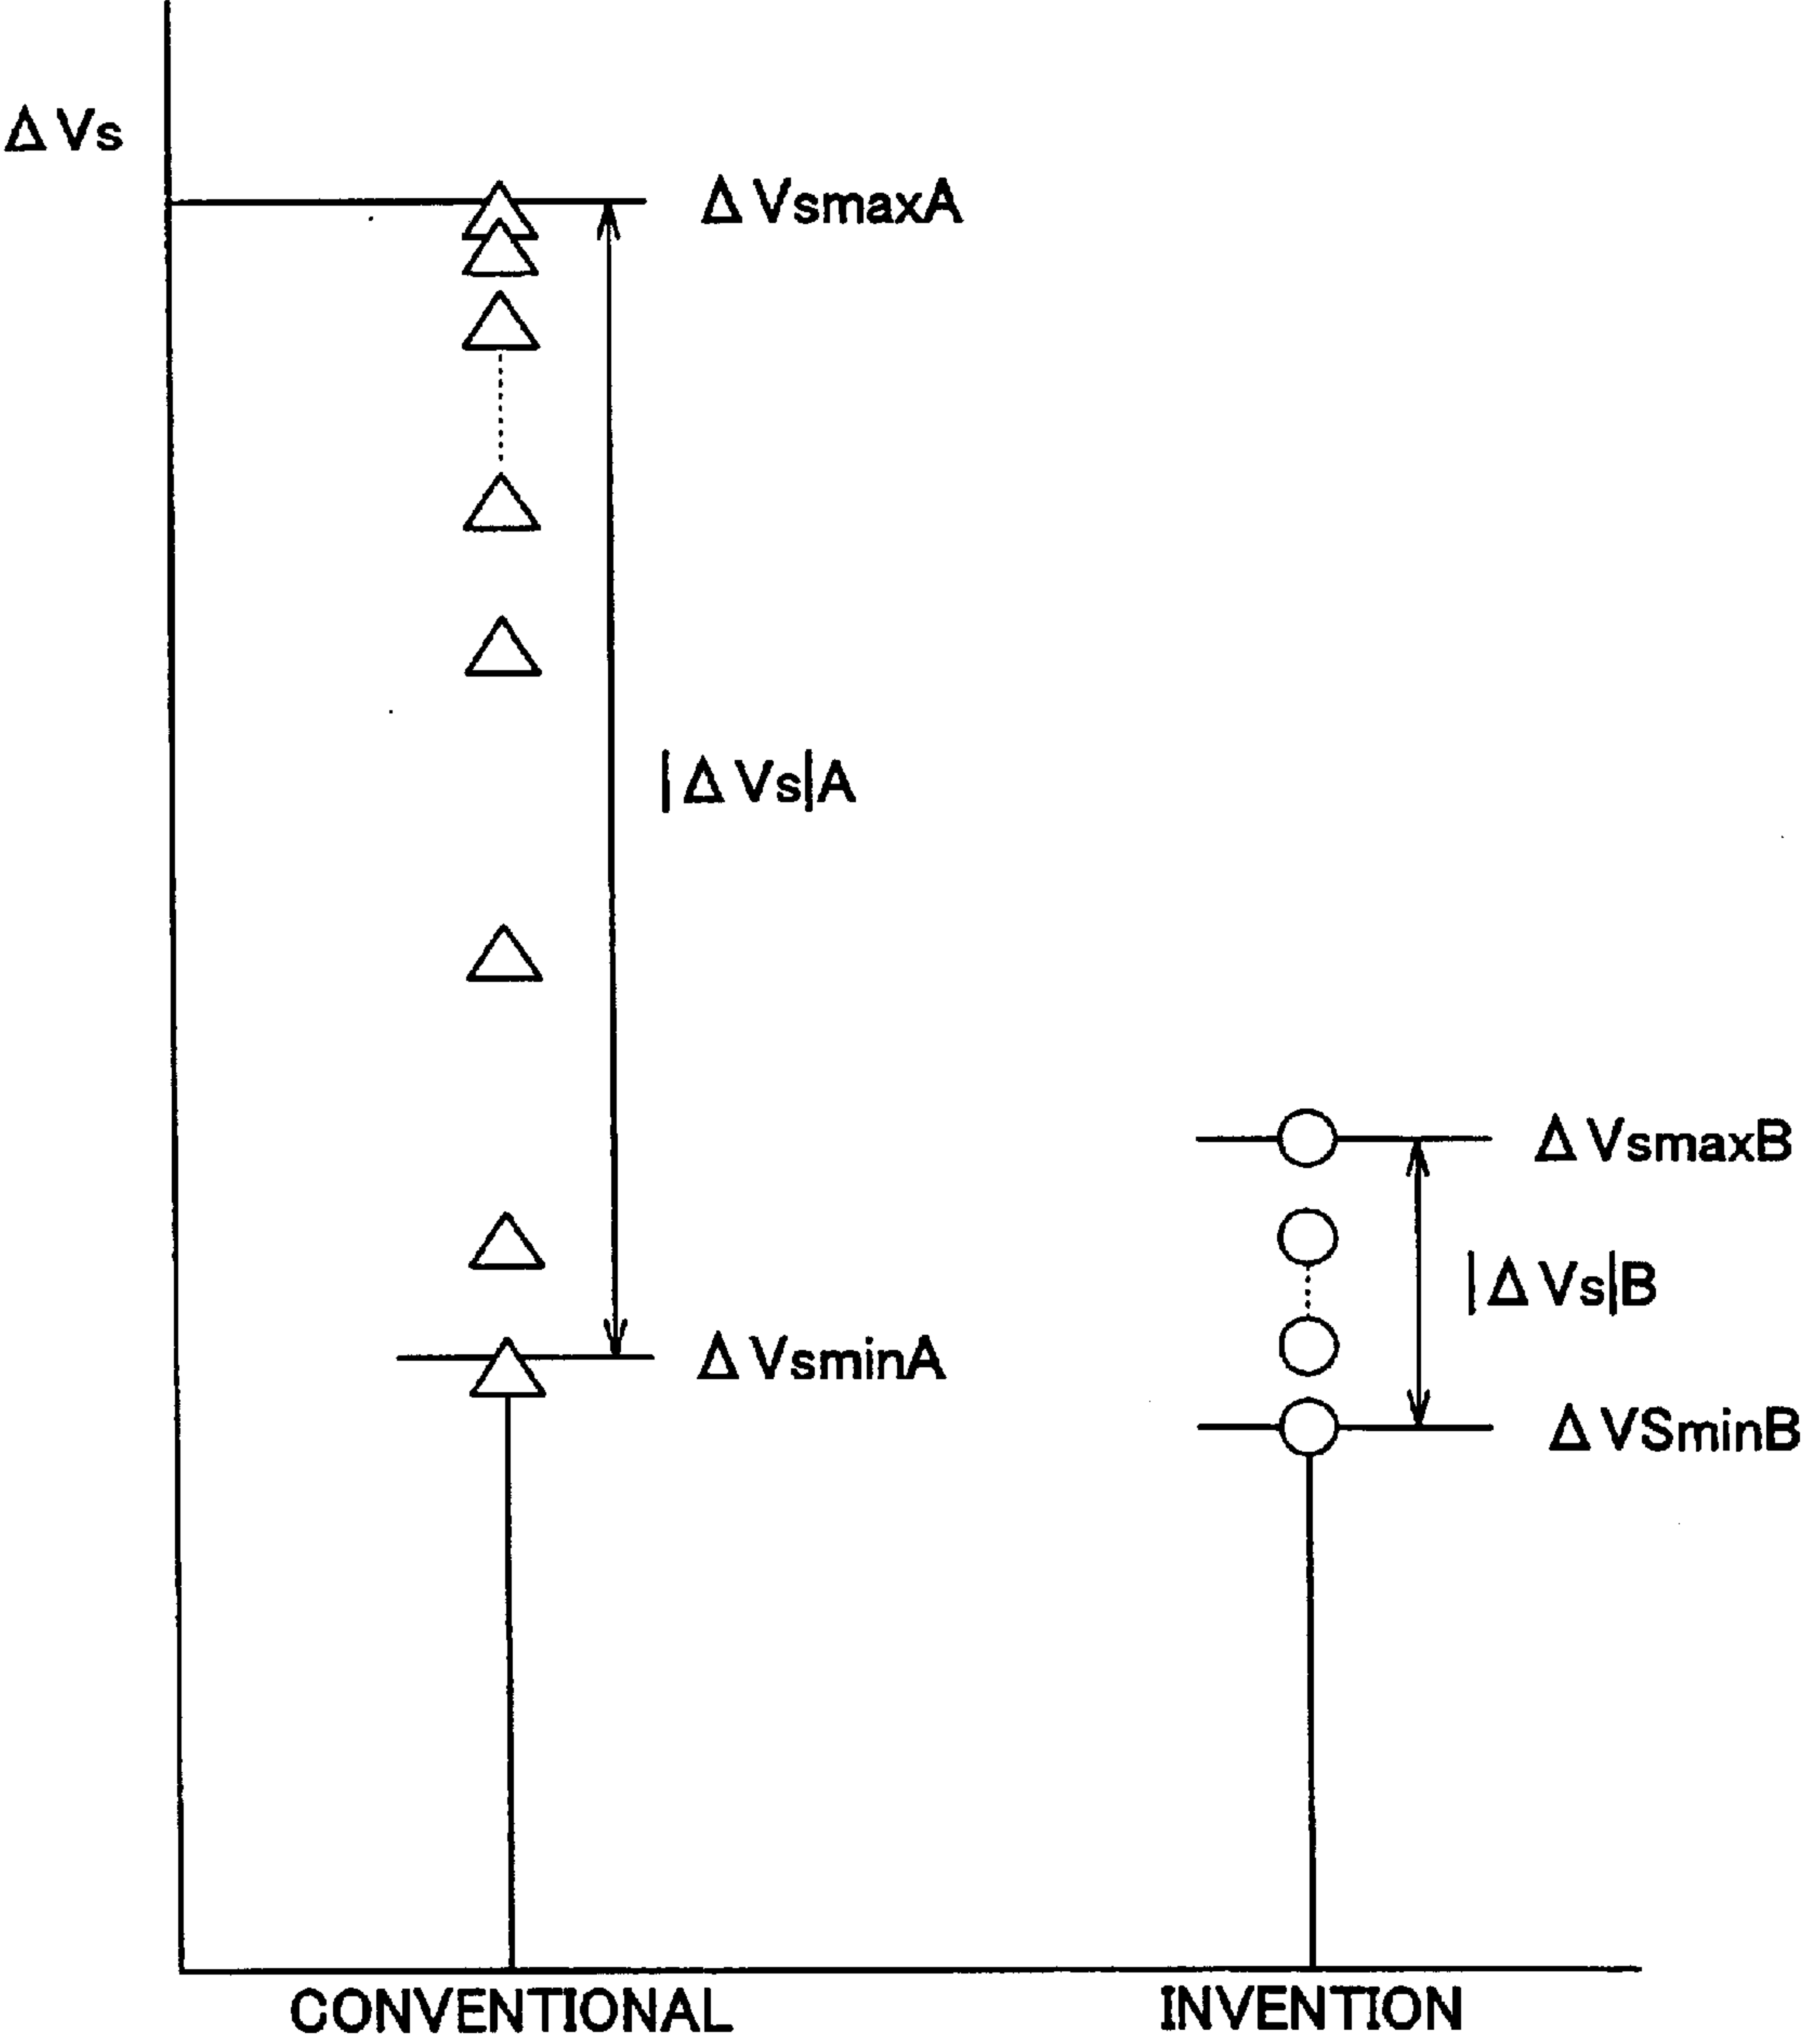 ΔVs
ΔVsmaxA
|ΔVs|A
ΔVsmaxB
|ΔVs|B
ΔVsminA
ΔVSminB
CONVENTIONAL
INVENTION